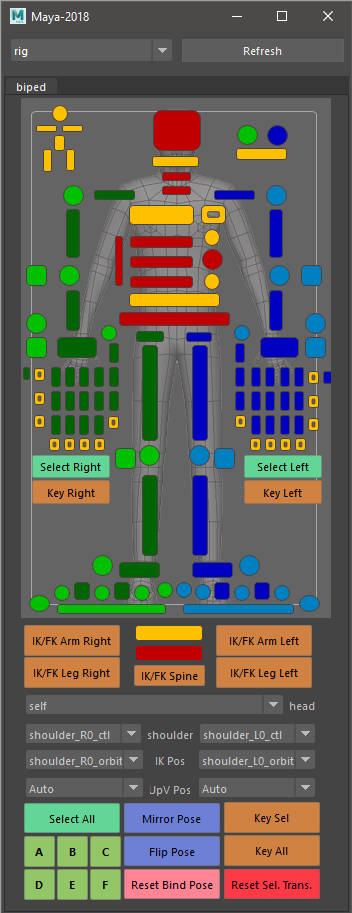 Maya-2018
rig Refresh
biped
Select Right Select Left
Key Right Key Left
IK/FK Arm Right IK/FK Arm Left
IK/FK Leg Right IK/FK Spine IK/FK Leg Left
self head
shoulder_R0_ctl shoulder shoulder_L0_ctl
shoulder_R0_orbit IK Pos shoulder_L0_orbit
Auto UpV Pos Auto
Select All Mirror Pose Key Sel
A B C Flip Pose Key All
D E F Reset Bind Pose Reset Sel. Trans.